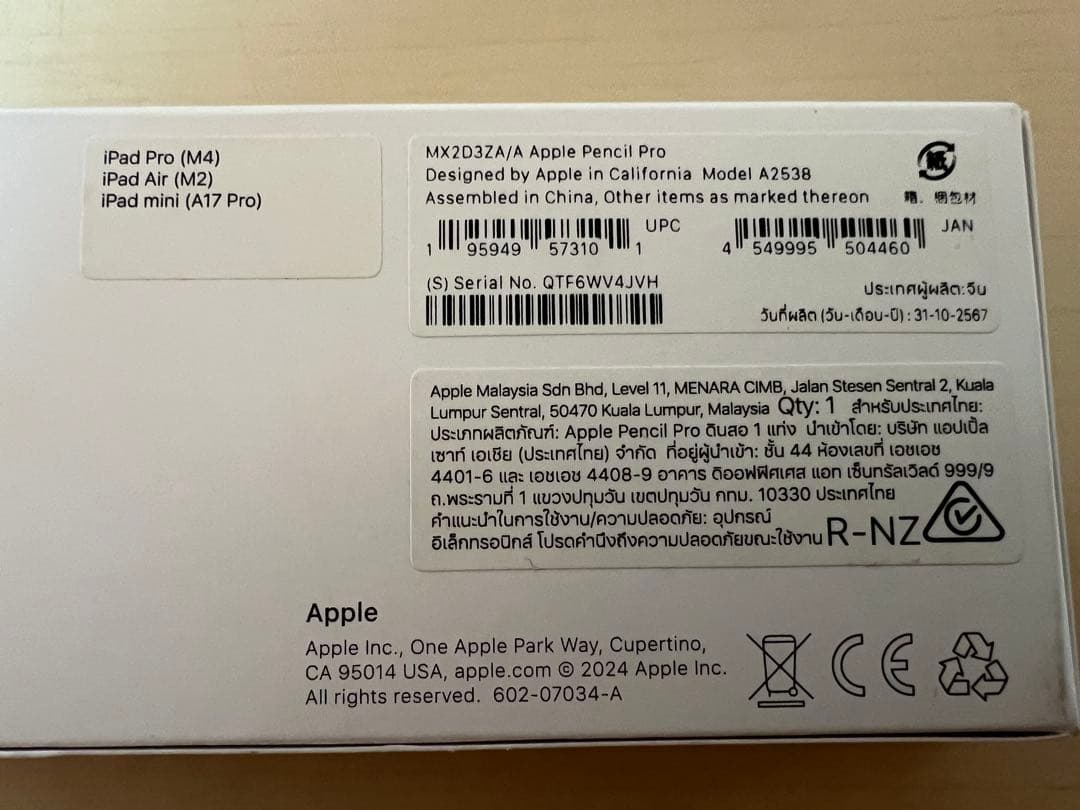 iPad Pro (M4)
iPad Air (M2)
iPad mini (A17 Pro)
MX2D3ZA/A Apple Pencil Pro
Designed by Apple in California Model A2538
Assembled in China, Other items as marked thereon
紙
箱、梱包材
1 95949 57310 1 UPC
4 549995 504460 JAN
(S) Serial No. QTF6WV4JVH
ประเทศผู้ผลิต:จีน
วันที่ผลิต (วัน-เดือน-ปี) : 31-10-2567
Apple Malaysia Sdn Bhd, Level 11, MENARA CIMB, Jalan Stesen Sentral 2, Kuala
Lumpur Sentral, 50470 Kuala Lumpur, Malaysia Qty: 1 สำหรับประเทศไทย:
ประเภทผลิตภัณฑ์: Apple Pencil Pro ดินสอ 1 แท่ง นำเข้าโดย: บริษัท แอปเปิ้ล
เซาท์ เอเชีย (ประเทศไทย) จำกัด ที่อยู่ผู้นำเข้า: ชั้น 44 ห้องเลขที่ เอชเอช
4401-6 และ เอชเอช 4408-9 อาคาร ดิออฟฟิศเศส แอท เซ็นทรัลเวิลด์ 999/9
ถ.พระรามที่ 1 แขวงปทุมวัน เขตปทุมวัน กทม. 10330 ประเทศไทย
คำแนะนำในการใช้งาน/ความปลอดภัย: อุปกรณ์
อิเล็กทรอนิกส์ โปรดคำนึงถึงความปลอดภัยขณะใช้งาน R-NZ
Apple
Apple Inc., One Apple Park Way, Cupertino,
CA 95014 USA, apple.com © 2024 Apple Inc.
All rights reserved. 602-07034-A
CE